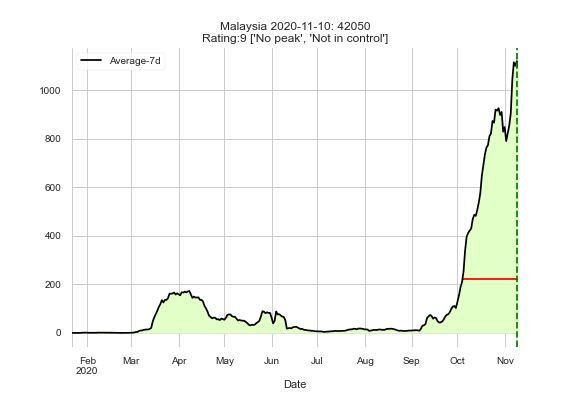 Malaysia 2020-11-10: 42050
Rating:9 ['No peak', 'Not in control']
Average-7d
1000
800
600
400
200
0
Feb Mar Apr May Jun Jul Aug Sep Oct Nov
2020
Date